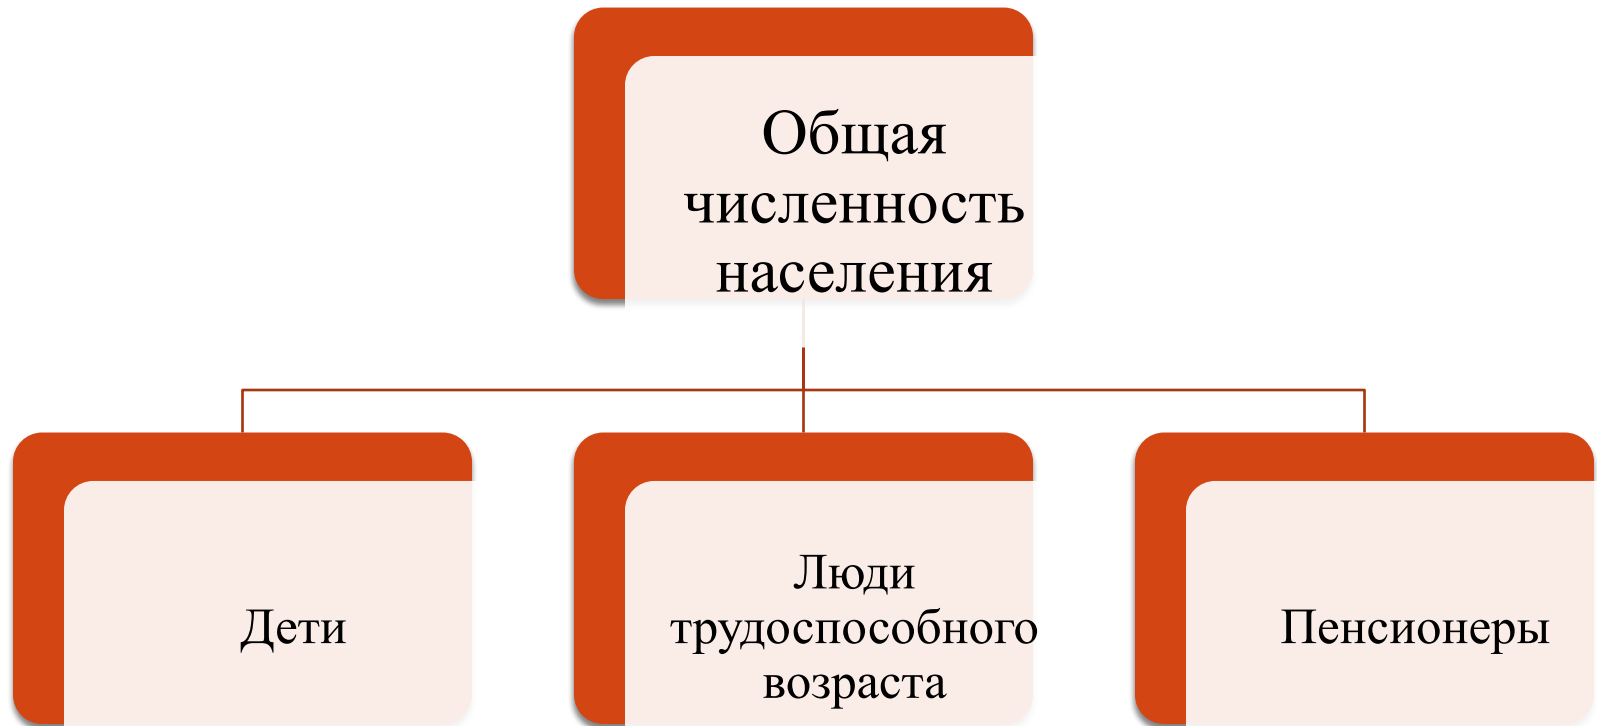 Общая
численность
населения
Дети
Люди
трудоспособного
возраста
Пенсионеры